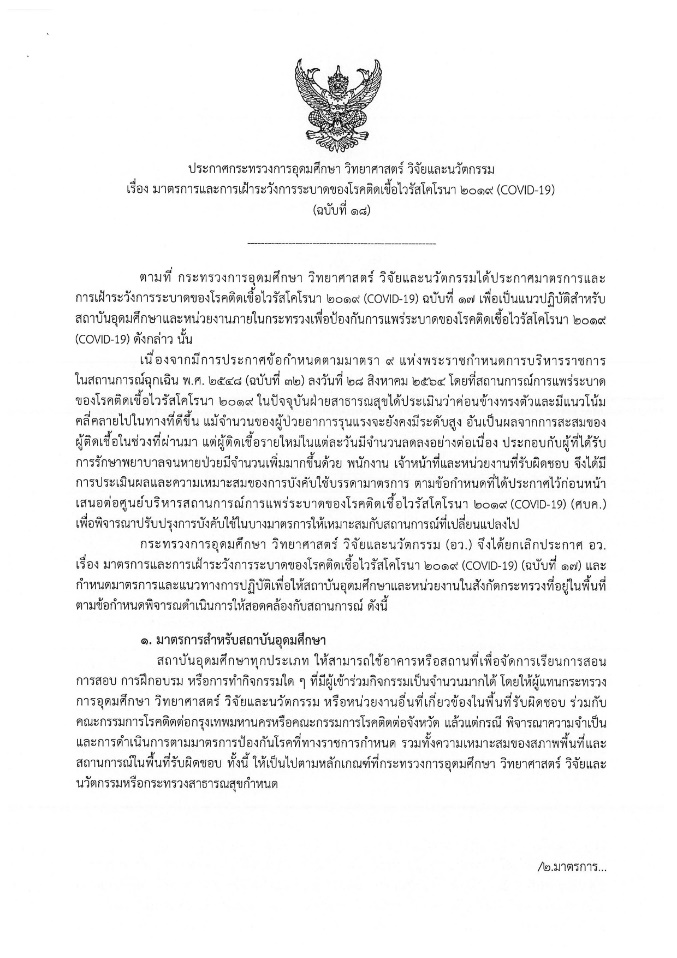 ประกาศกระทรวงการอุดมศึกษา วิทยาศาสตร์ วิจัยและนวัตกรรม
เรื่อง มาตรการและการเฝ้าระวังการระบาดของโรคติดเชื้อไวรัสโคโรนา ๒๐๑๙ (COVID-19)
(ฉบับที่ ๑๘)
ตามที่ กระทรวงการอุดมศึกษา วิทยาศาสตร์ วิจัยและนวัตกรรมได้ประกาศมาตรการและ
การเฝ้าระวังการระบาดของโรคติดเชื้อไวรัสโคโรนา ๒๐๑๙ (COVID-19) ฉบับที่ ๑๗ เพื่อเป็นแนวปฏิบัติสำหรับ
สถาบันอุดมศึกษาและหน่วยงานภายในกระทรวงเพื่อป้องกันการแพร่ระบาดของโรคติดเชื้อไวรัสโคโรนา ๒๐๑๙
(COVID-19) ดังกล่าว นั้น
เนื่องจากมีการประกาศข้อกำหนดตามมาตรา ๙ แห่งพระราชกำหนดการบริหารราชการ
ในสถานการณ์ฉุกเฉิน พ.ศ. ๒๕๔๘ (ฉบับที่ ๓๒) ลงวันที่ ๒๘ สิงหาคม ๒๕๖๔ โดยที่สถานการณ์การแพร่ระบาด
ของโรคติดเชื้อไวรัสโคโรนา ๒๐๑๙ ในปัจจุบันฝ่ายสาธารณสุขได้ประเมินว่าค่อนข้างทรงตัวและมีแนวโน้ม
คลี่คลายไปในทางที่ดีขึ้น แม้จำนวนของผู้ป่วยอาการรุนแรงจะยังคงมีระดับสูง อันเป็นผลจากการสะสมของ
ผู้ติดเชื้อในช่วงที่ผ่านมา แต่ผู้ติดเชื้อรายใหม่ในแต่ละวันมีจำนวนลดลงอย่างต่อเนื่อง ประกอบกับผู้ที่ได้รับ
การรักษาพยาบาลจนหายป่วยมีจำนวนเพิ่มมากขึ้นด้วย พนักงาน เจ้าหน้าที่และหน่วยงานที่รับผิดชอบ จึงได้มี
การประเมินผลและความเหมาะสมของการบังคับใช้บรรดามาตรการ ตามข้อกำหนดที่ได้ประกาศไว้ก่อนหน้า
เสนอต่อศูนย์บริหารสถานการณ์การแพร่ระบาดของโรคติดเชื้อไวรัสโคโรนา ๒๐๑๙ (COVID-19) (ศบค.)
เพื่อพิจารณาปรับปรุงการบังคับใช้ในบางมาตรการให้เหมาะสมกับสถานการณ์ที่เปลี่ยนแปลงไป
กระทรวงการอุดมศึกษา วิทยาศาสตร์ วิจัยและนวัตกรรม (อว.) จึงได้ยกเลิกประกาศ อว.
เรื่อง มาตรการและการเฝ้าระวังการระบาดของโรคติดเชื้อไวรัสโคโรนา ๒๐๑๙ (COVID-19) (ฉบับที่ ๑๗) และ
กำหนดมาตรการและแนวทางการปฏิบัติเพื่อให้สถาบันอุดมศึกษาและหน่วยงานในสังกัดกระทรวงที่อยู่ในพื้นที่
ตามข้อกำหนดพิจารณดำเนินการให้สอดคล้องกับสถานการณ์ ดังนี้
๑. มาตรการสำหรับสถาบันอุดมศึกษา
สถาบันอุดมศึกษาทุกประเภท ให้สามารถใช้อาคารหรือสถานที่เพื่อจัดการเรียนการสอน
การสอบ การฝึกอบรม หรือการทำกิจกรรมใด ๆ ที่มีผู้เข้าร่วมกิจกรรมเป็นจำนวนมากได้ โดยให้ผู้แทนกระทรวง
การอุดมศึกษา วิทยาศาสตร์ วิจัยและนวัตกรรม หรือหน่วยงานอื่นที่เกี่ยวข้องในพื้นที่รับผิดชอบ ร่วมกับ
คณะกรรมการโรคติดต่อกรุงเทพมหานครหรือคณะกรรมการโรคติดต่อจังหวัด แล้วแต่กรณี พิจารณาความจำเป็น
และการดำเนินการตามมาตรการป้องกันโรคที่ทางราชการกำหนด รวมทั้งความเหมาะสมของสภาพพื้นที่และ
สถานการณ์ในพื้นที่รับผิดชอบ ทั้งนี้ ให้เป็นไปตามหลักเกณฑ์ที่กระทรวงการอุดมศึกษา วิทยาศาสตร์ วิจัยและ
นวัตกรรมหรือกระทรวงสาธารณสุขกำหนด
/๒.มาตรการ...